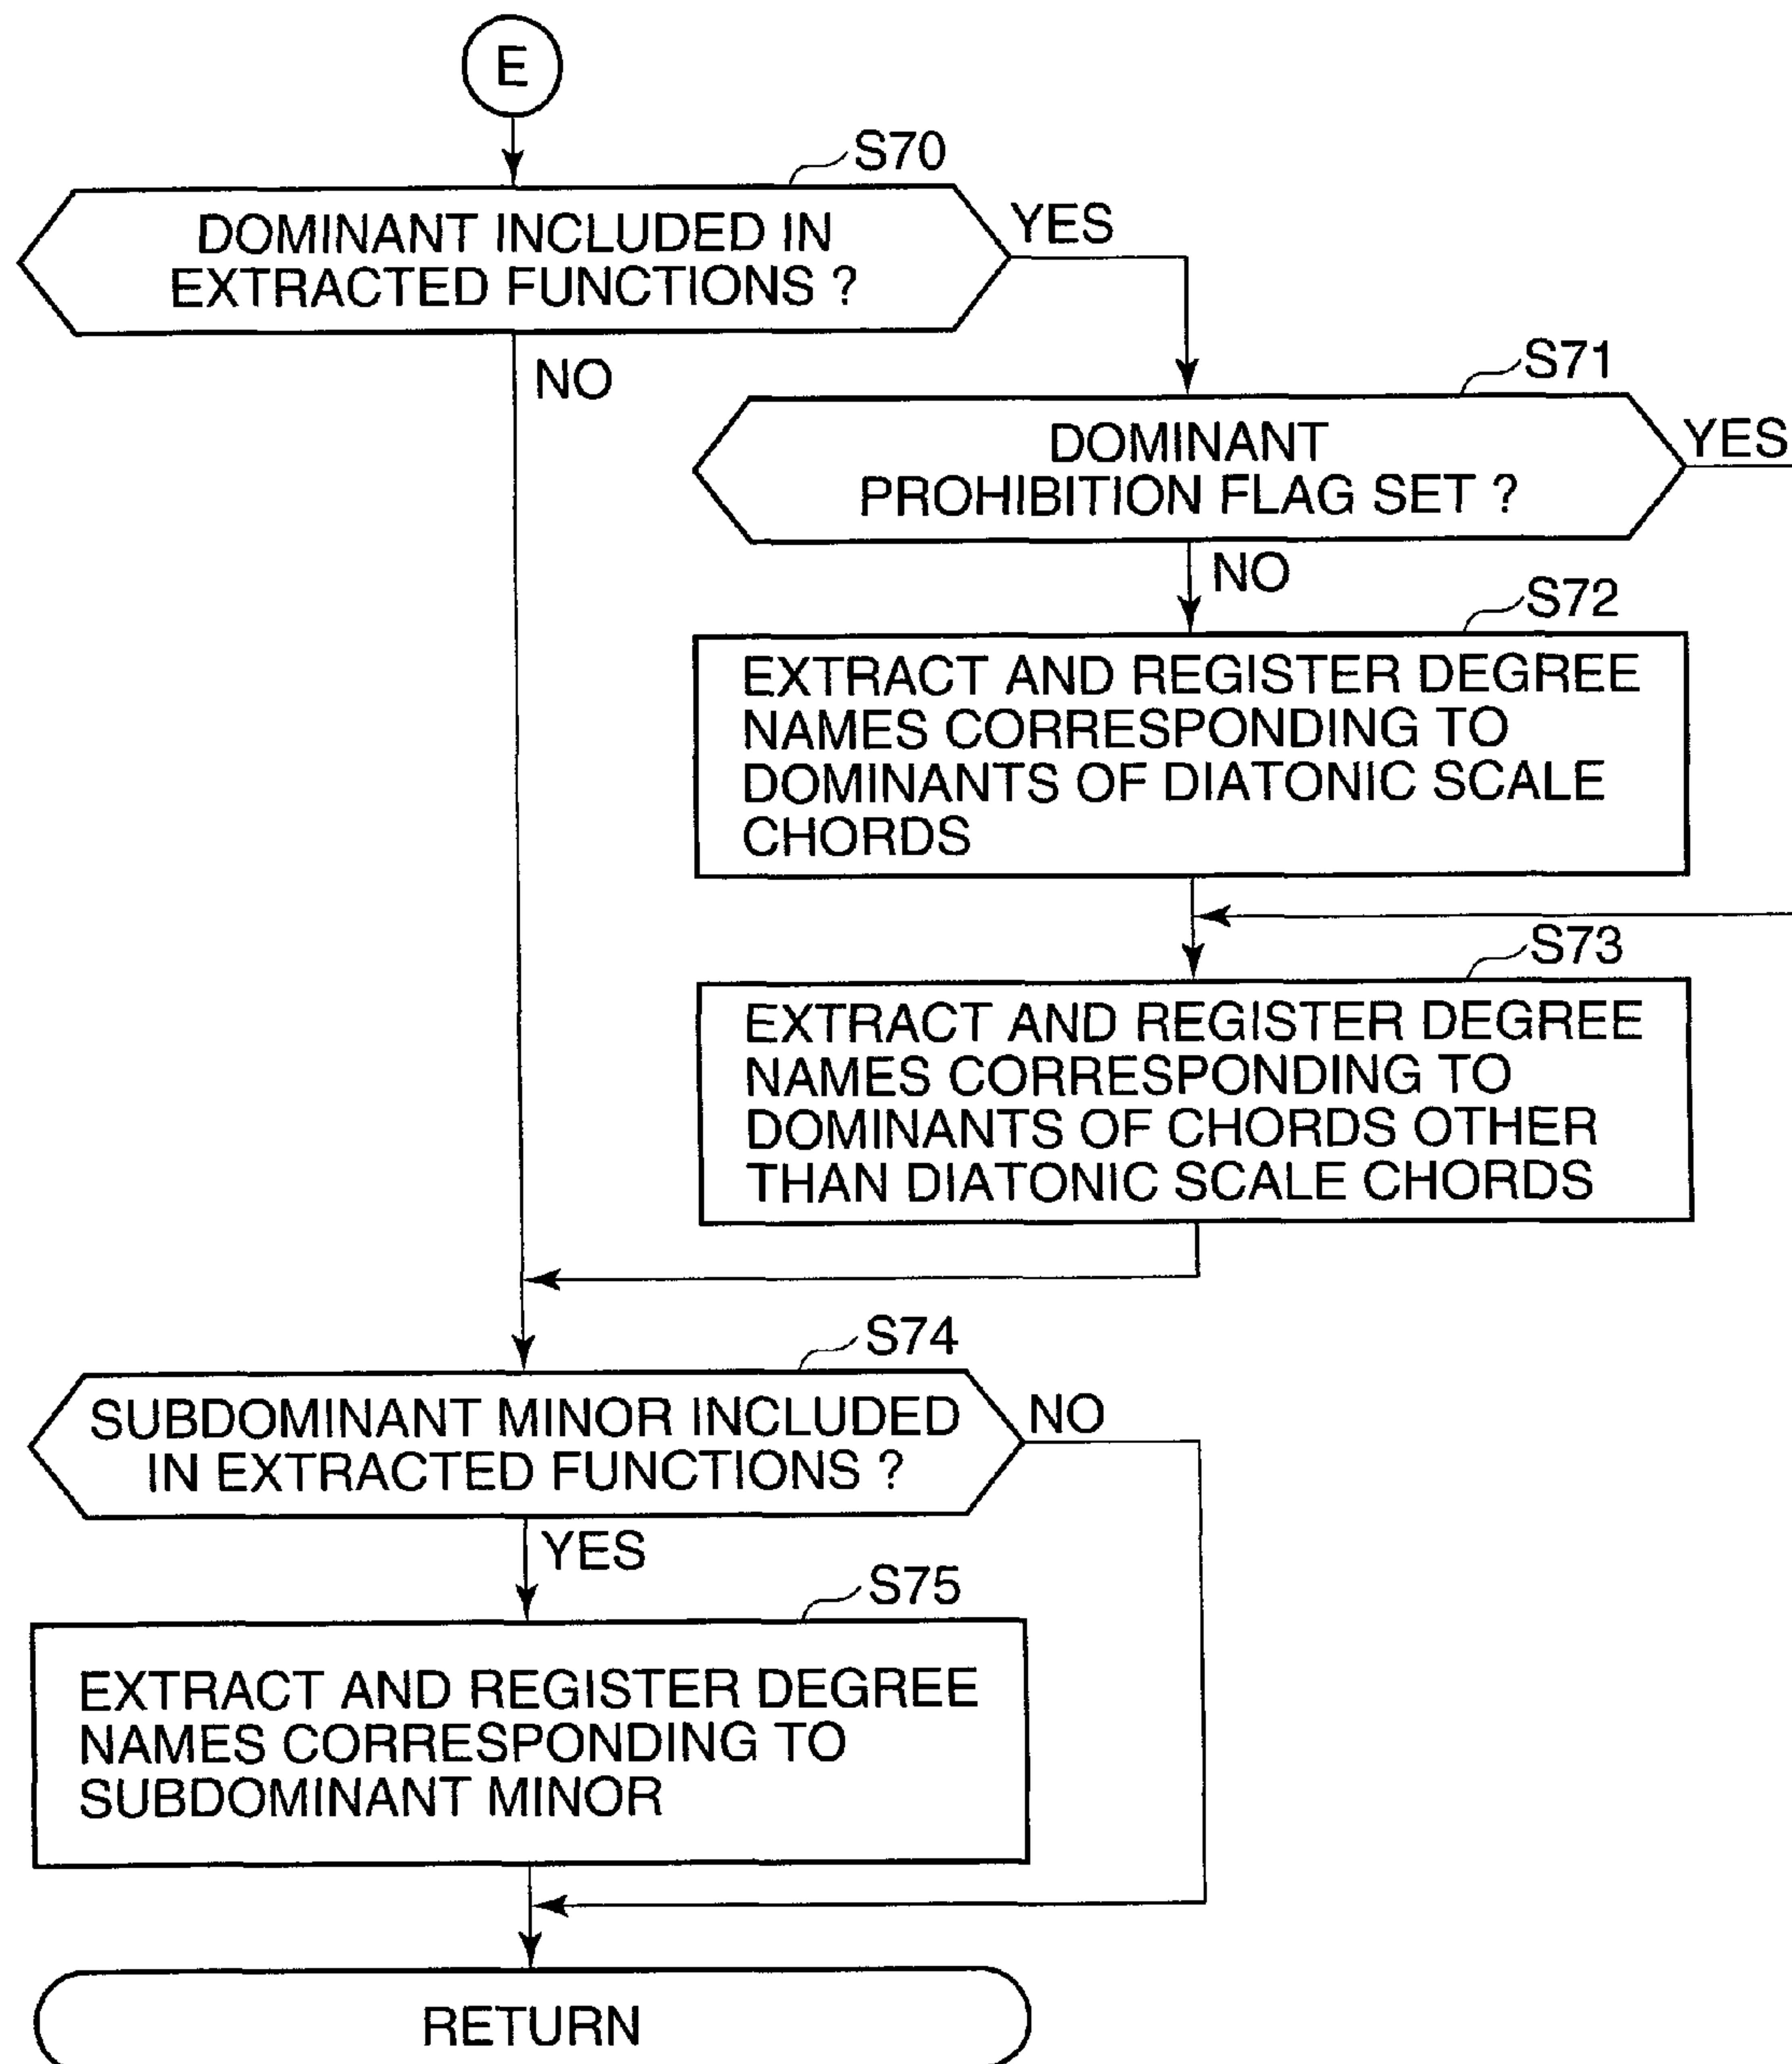 E
S70
DOMINANT INCLUDED IN
EXTRACTED FUNCTIONS ?
YES
NO
S71
DOMINANT
PROHIBITION FLAG SET ?
YES
NO
S72
EXTRACT AND REGISTER DEGREE
NAMES CORRESPONDING TO
DOMINANTS OF DIATONIC SCALE
CHORDS
S73
EXTRACT AND REGISTER DEGREE
NAMES CORRESPONDING TO
DOMINANTS OF CHORDS OTHER
THAN DIATONIC SCALE CHORDS
S74
SUBDOMINANT MINOR INCLUDED
IN EXTRACTED FUNCTIONS ?
NO
YES
S75
EXTRACT AND REGISTER DEGREE
NAMES CORRESPONDING TO
SUBDOMINANT MINOR
RETURN